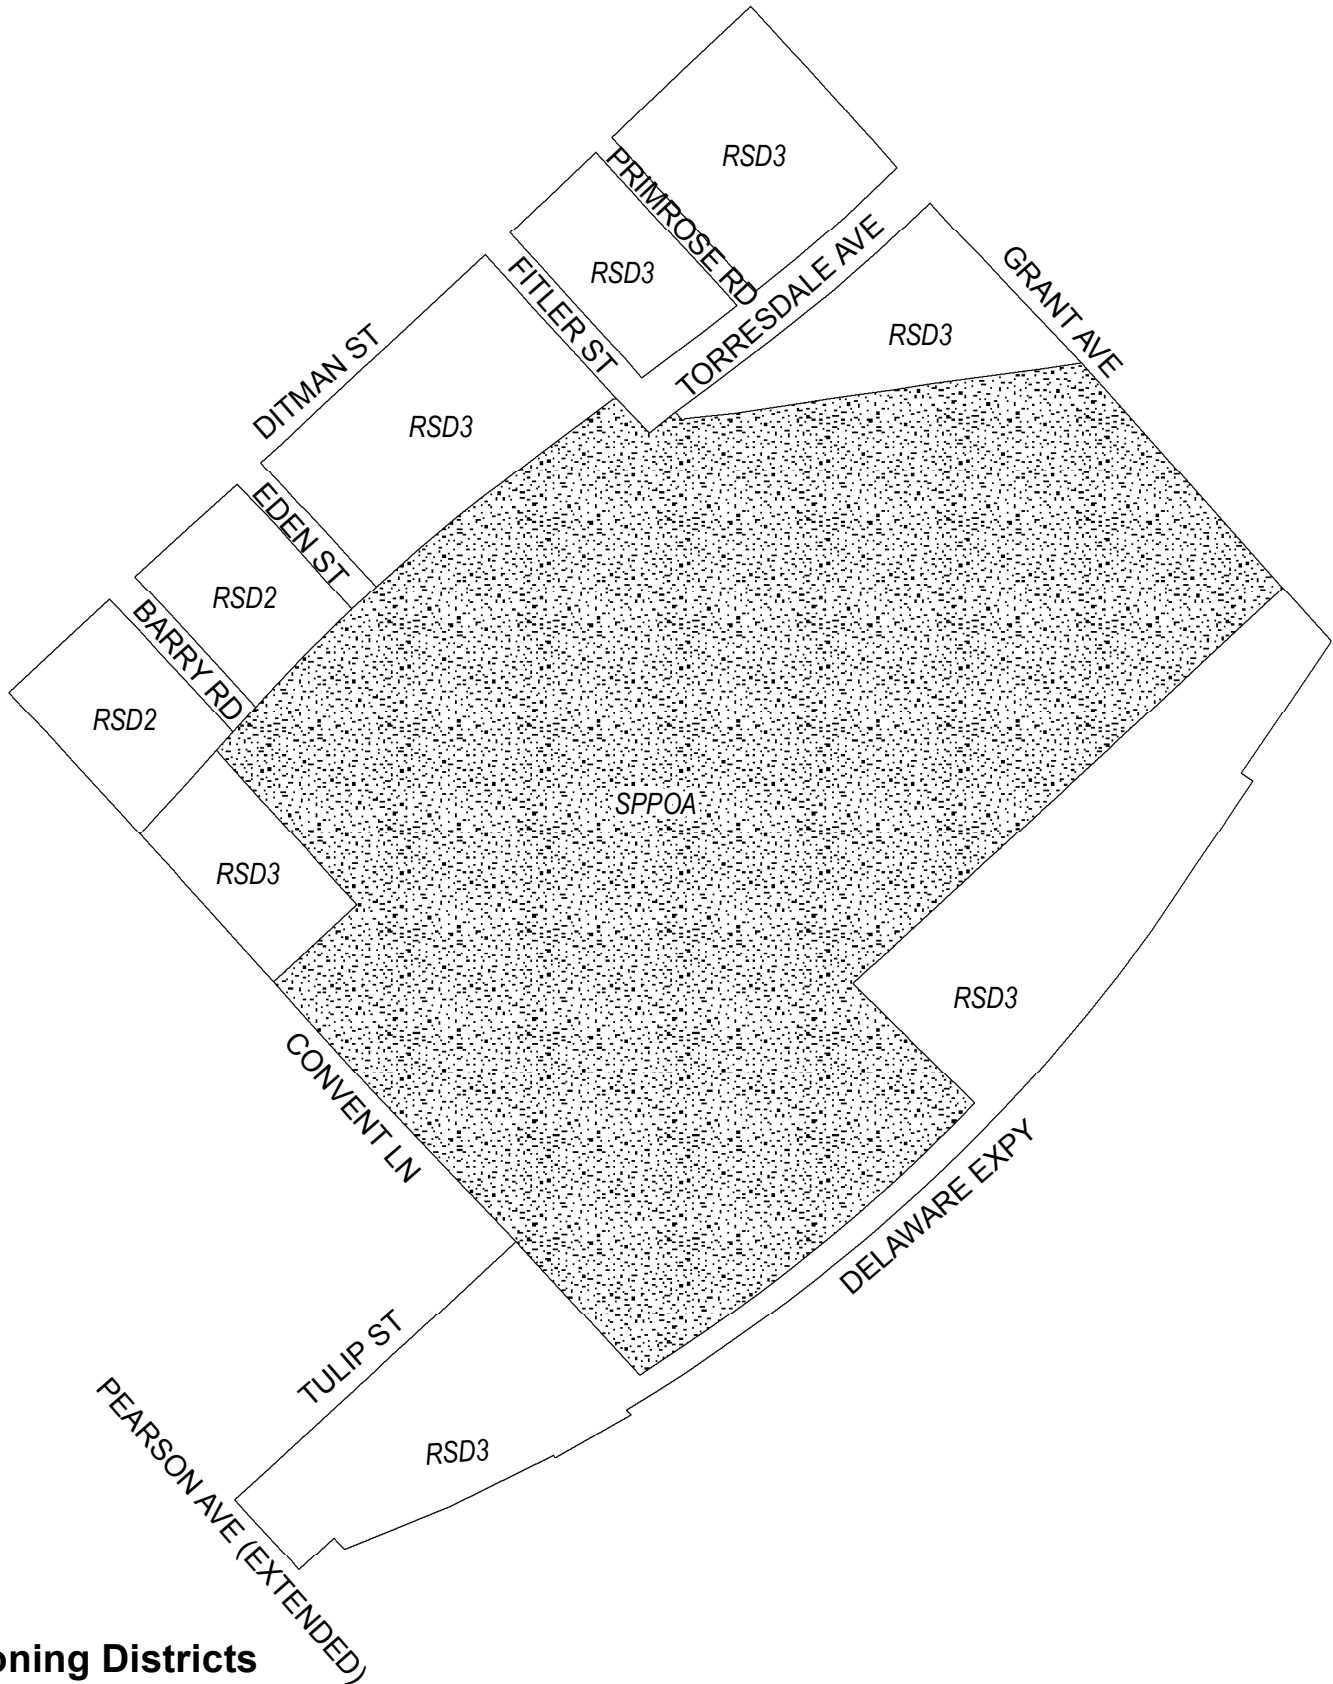 RSD3
PRIMROSE RD
RSD3
TORRESDALE AVE
GRANT AVE
FITLER ST
RSD3
DITMAN ST
RSD3
EDEN ST
RSD2
BARRY RD
RSD2
SPPOA
RSD3
RSD3
CONVENT LN
DELAWARE EXPY
TULIP ST
RSD3
PEARSON AVE (EXTENDED)
oning Districts